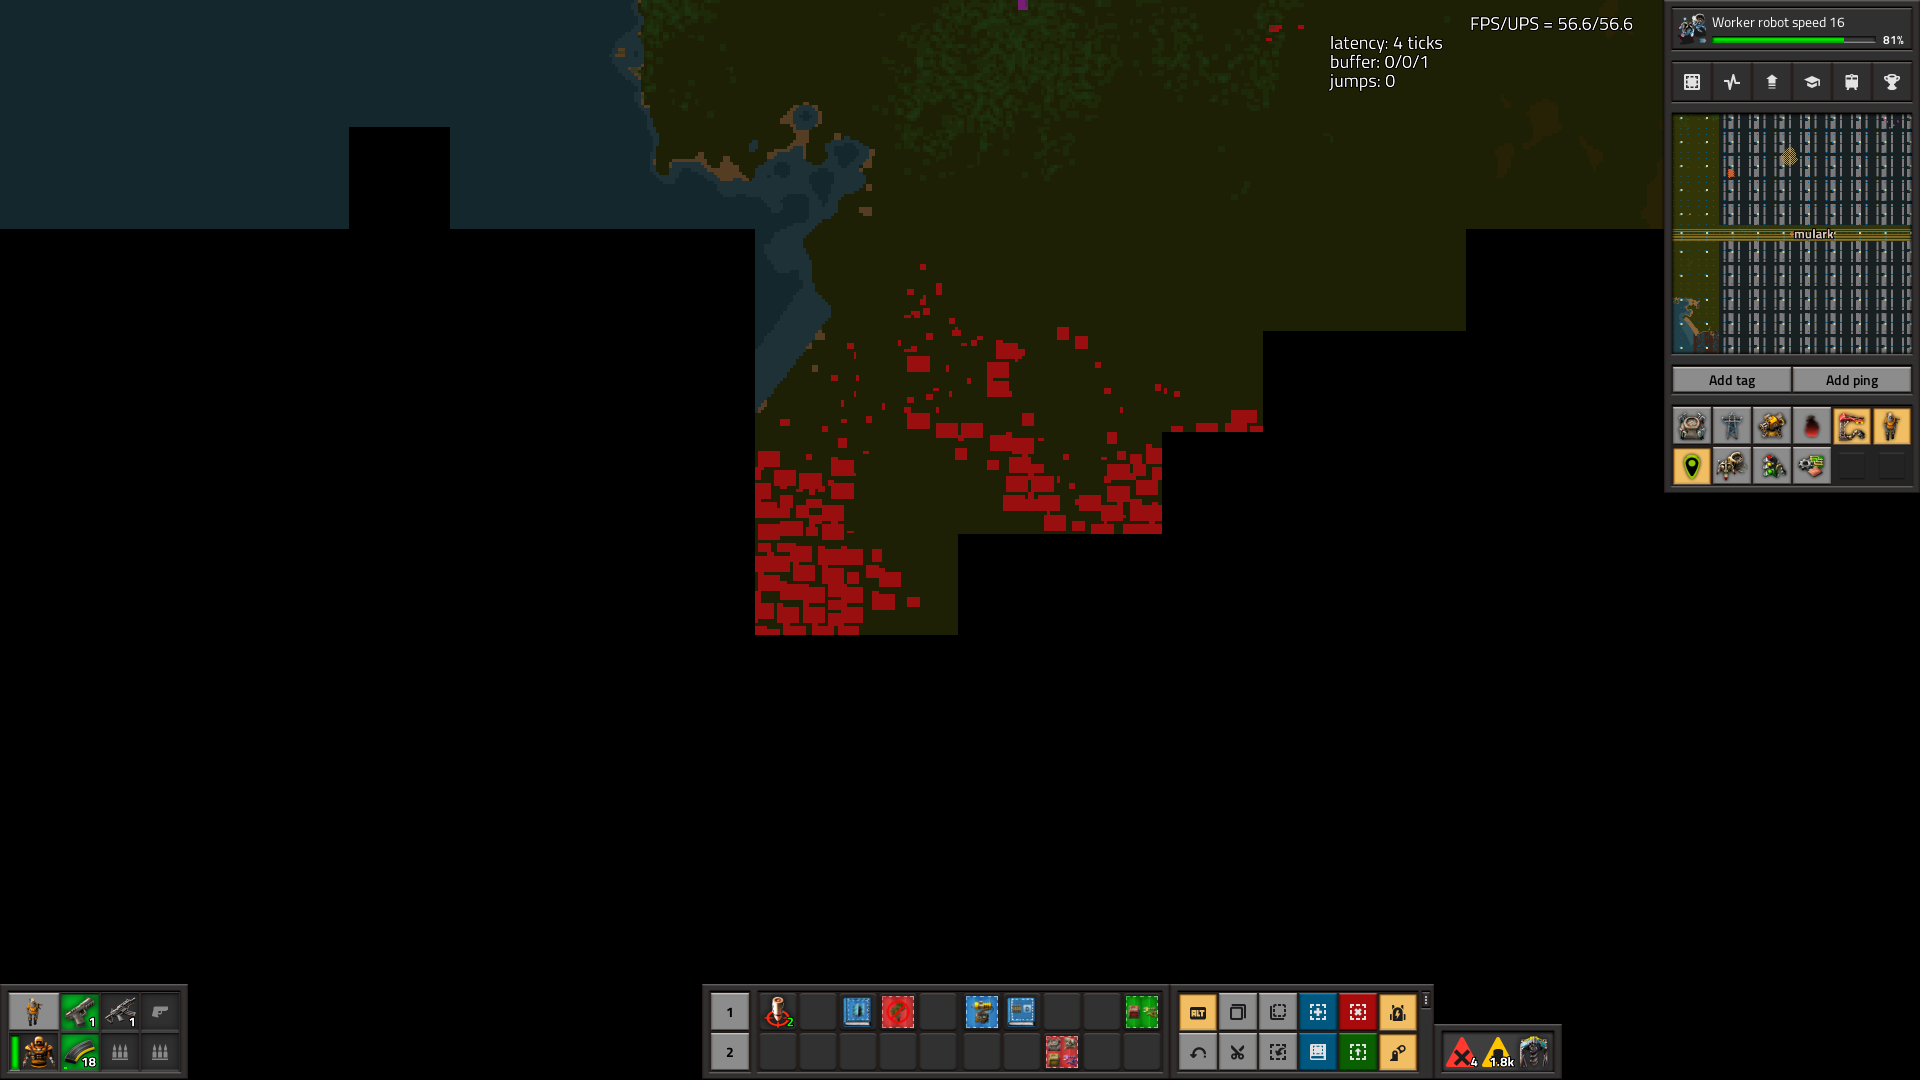 FPS/UPS = 56.6/56.6
latency: 4 ticks
buffer: 0/0/1
jumps: 0
Worker robot speed 16
81%
mulark
Add tag
Add ping
1
1
18
1
2
2
ALT
4
1.8k